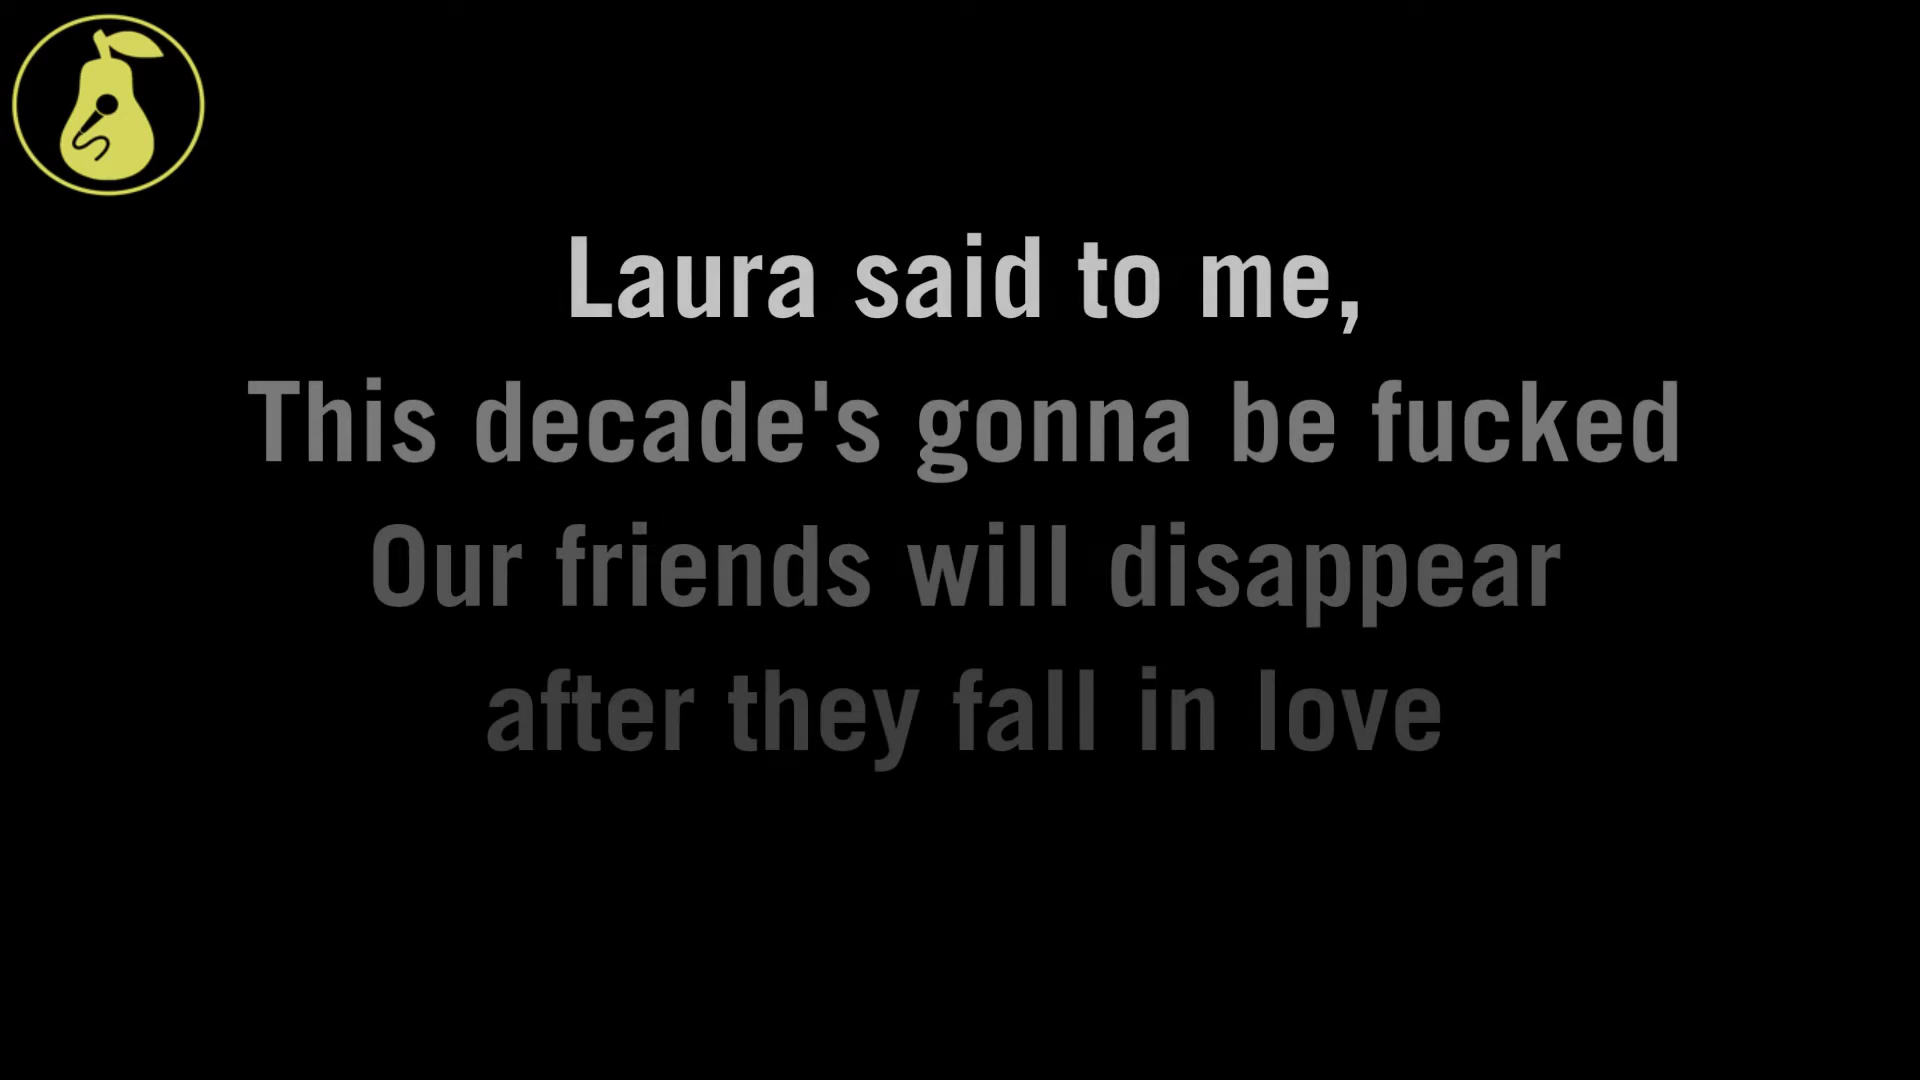 Laura said to me,
This decade's gonna be fucked
Our friends will disappear
after they fall in love